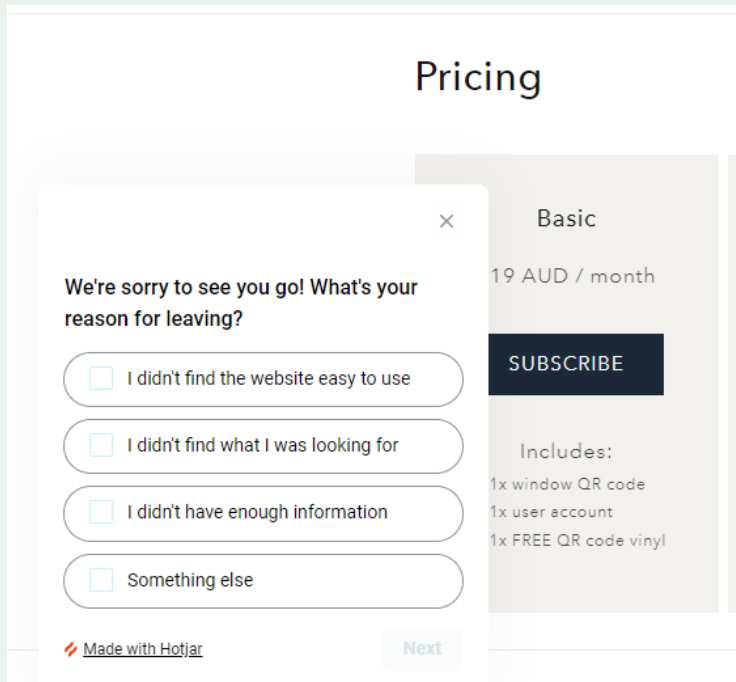 Pricing
Basic
19 AUD / month
SUBSCRIBE
Includes:
1x window QR code
1x user account
1x FREE QR code vinyl
We're sorry to see you go! What's your
reason for leaving?
I didn't find the website easy to use
I didn't find what I was looking for
I didn't have enough information
Something else
Made with Hotjar
Next